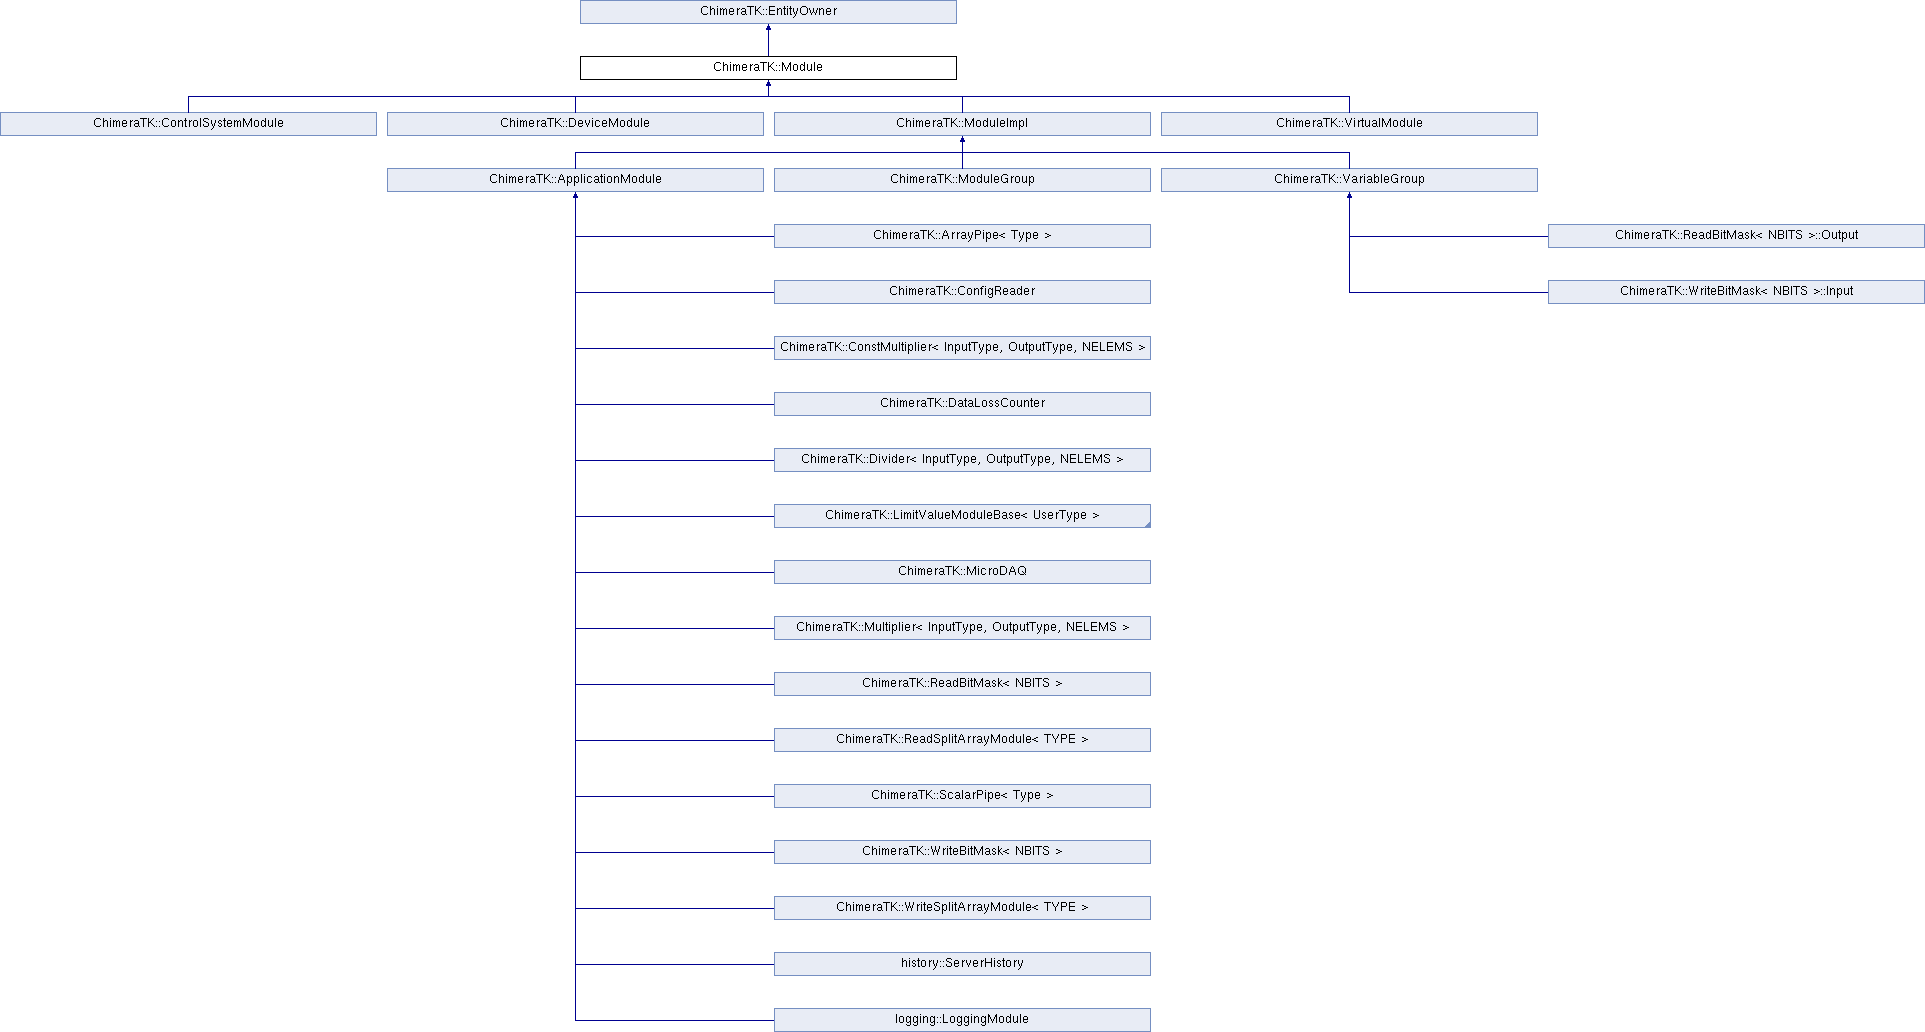 ChimeraTK::EntityOwner
ChimeraTK::Module
ChimeraTK::ControlSystemModule
ChimeraTK::DeviceModule
ChimeraTK::ModuleImpl
ChimeraTK::VirtualModule
ChimeraTK::ApplicationModule
ChimeraTK::ModuleGroup
ChimeraTK::VariableGroup
ChimeraTK::ArrayPipe< Type >
ChimeraTK::ReadBitMask< NBITS >::Output
ChimeraTK::ConfigReader
ChimeraTK::WriteBitMask< NBITS >::Input
ChimeraTK::ConstMultiplier< InputType, OutputType, NELEMS >
ChimeraTK::DataLossCounter
ChimeraTK::Divider< InputType, OutputType, NELEMS >
ChimeraTK::LimitValueModuleBase< UserType >
ChimeraTK::MicroDAQ
ChimeraTK::Multiplier< InputType, OutputType, NELEMS >
ChimeraTK::ReadBitMask< NBITS >
ChimeraTK::ReadSplitArrayModule< TYPE >
ChimeraTK::ScalarPipe< Type >
ChimeraTK::WriteBitMask< NBITS >
ChimeraTK::WriteSplitArrayModule< TYPE >
history::ServerHistory
logging::LoggingModule